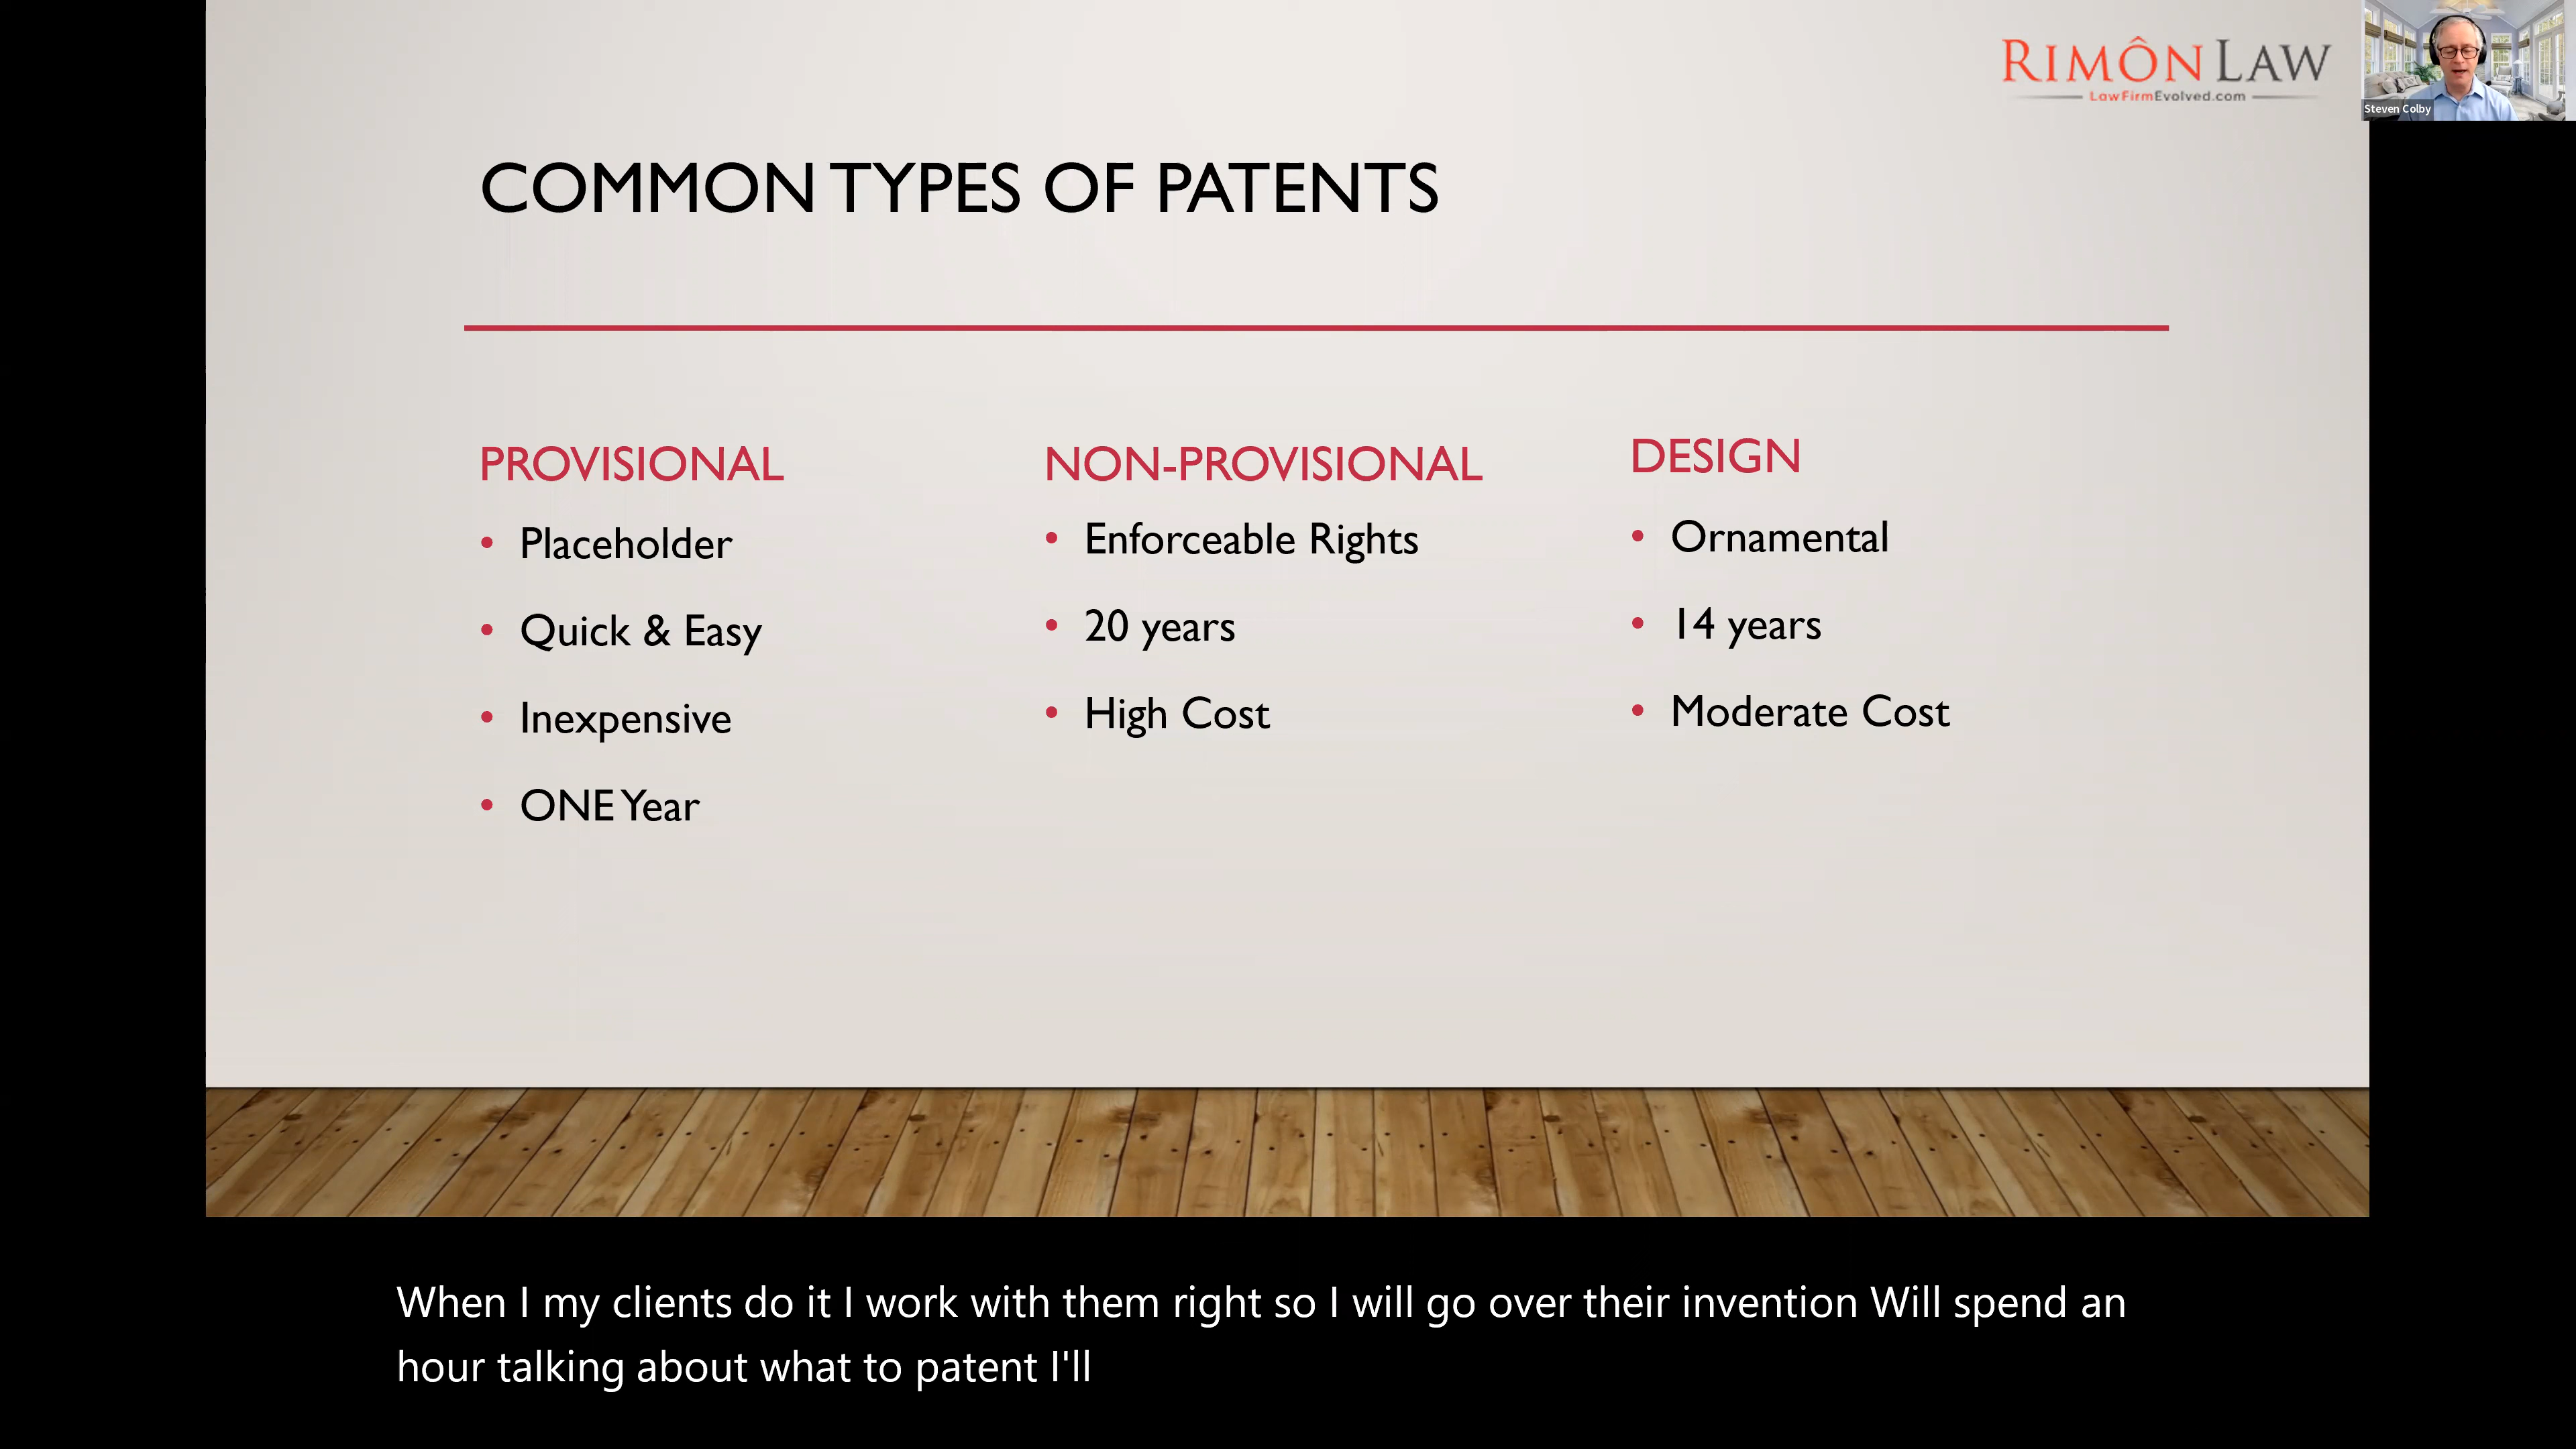 RIMÔN LAW
LawFirmEvolved.com
Steven Colby
COMMON TYPES OF PATENTS
PROVISIONAL
• Placeholder
• Quick & Easy
• Inexpensive
• ONE Year
NON-PROVISIONAL
• Enforceable Rights
• 20 years
• High Cost
DESIGN
• Ornamental
• 14 years
• Moderate Cost
When I my clients do it I work with them right so I will go over their invention Will spend an
hour talking about what to patent I'll